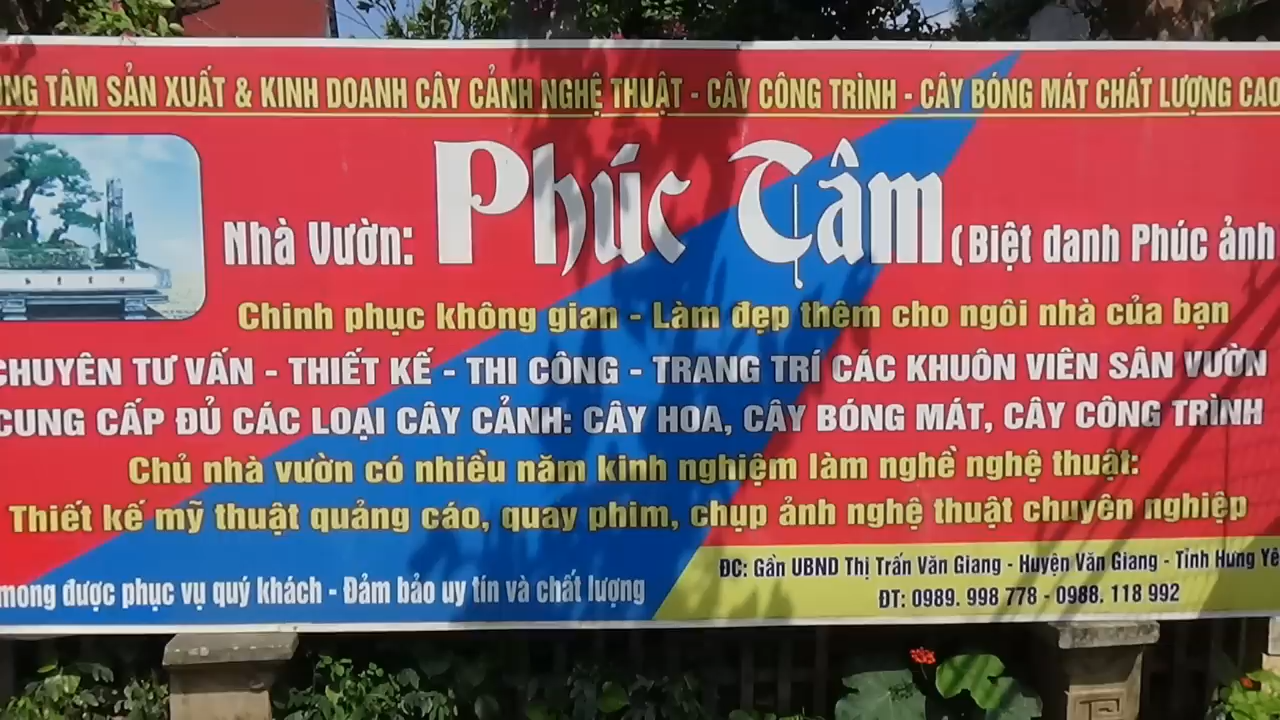 NG TÂM SẢN XUẤT & KINH DOANH CÂY CẢNH NGHỆ THUẬT - CÂY CÔNG TRÌNH - CÂY BÓNG MÁT CHẤT LƯỢNG CAO
Nhà Vườn: Phúc Tâm (Biệt danh Phúc ảnh
Chinh phục không gian - Làm đẹp thêm cho ngôi nhà của bạn
CHUYÊN TƯ VẤN - THIẾT KẾ - THI CÔNG - TRANG TRÍ CÁC KHUÔN VIÊN SÂN VƯỜN
CUNG CẤP ĐỦ CÁC LOẠI CÂY CẢNH: CÂY HOA, CÂY BÓNG MÁT, CÂY CÔNG TRÌNH
Chủ nhà vườn có nhiều năm kinh nghiệm làm nghề nghệ thuật:
Thiết kế mỹ thuật quảng cáo, quay phim, chụp ảnh nghệ thuật chuyên nghiệp
mong được phục vụ quý khách - Đảm bảo uy tín và chất lượng
ĐC: Gần UBND Thị Trấn Văn Giang - Huyện Văn Giang - Tỉnh Hưng Yê
ĐT: 0989. 998 778 - 0988. 118 992